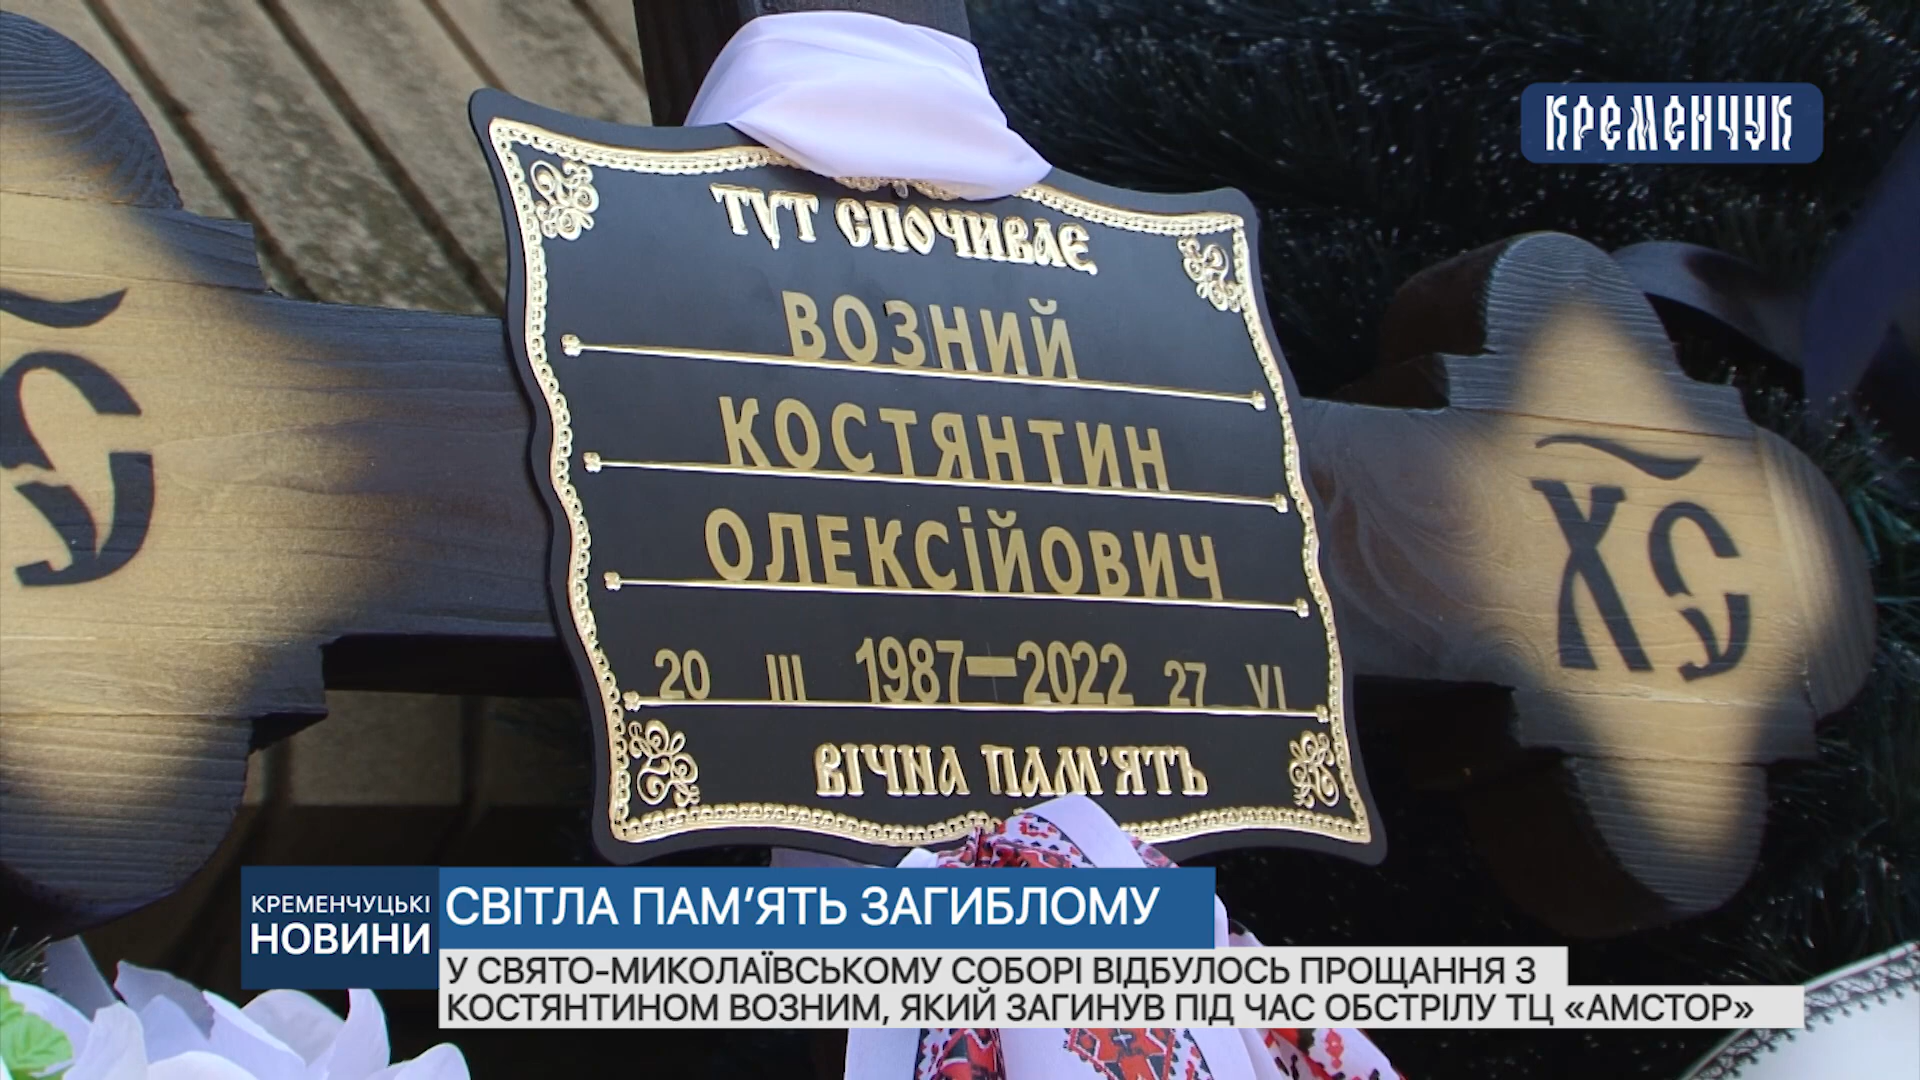 КРЕМЕНЧУК
ТУТ СПОЧИВАЄ
ВОЗНИЙ
КОСТЯНТИН
ОЛЕКСІЙОВИЧ
20 III 1987—2022 27 VI
ВІЧНА ПАМ'ЯТЬ
С
ХС
КРЕМЕНЧУЦЬКІ
НОВИНИ
СВІТЛА ПАМ’ЯТЬ ЗАГИБЛОМУ
У СВЯТО-МИКОЛАЇВСЬКОМУ СОБОРІ ВІДБУЛОСЬ ПРОЩАННЯ З
КОСТЯНТИНОМ ВОЗНИМ, ЯКИЙ ЗАГИНУВ ПІД ЧАС ОБСТРІЛУ ТЦ «АМСТОР»